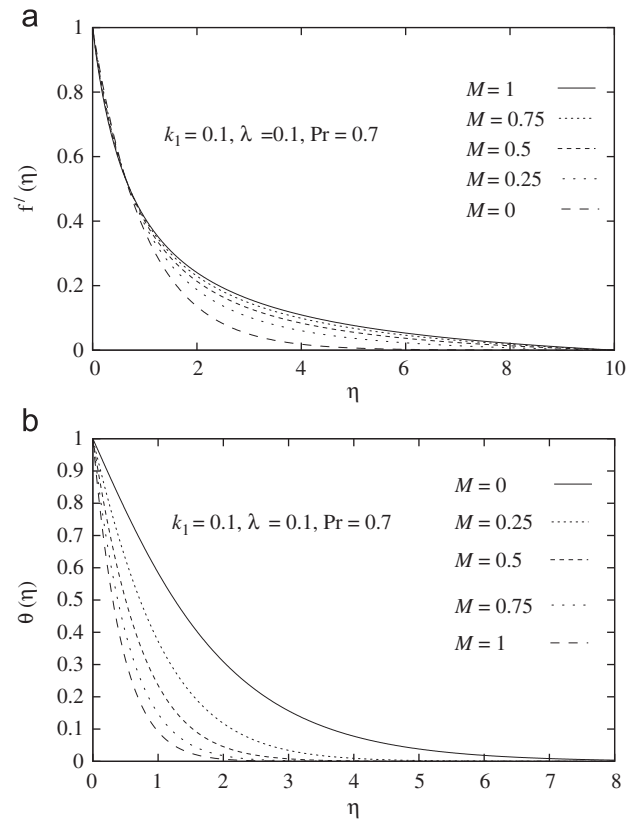 a
1
0.8
0.6
0.4
0.2
0
0 2 4 6 8 10
f′(η)
η
k₁ = 0.1, λ =0.1, Pr = 0.7
M = 1
M = 0.75
M = 0.5
M = 0.25
M = 0
b
1
0.9
0.8
0.7
0.6
0.5
0.4
0.3
0.2
0.1
0
0 1 2 3 4 5 6 7 8
θ(η)
η
k₁ = 0.1, λ = 0.1, Pr = 0.7
M = 0
M = 0.25
M = 0.5
M = 0.75
M = 1